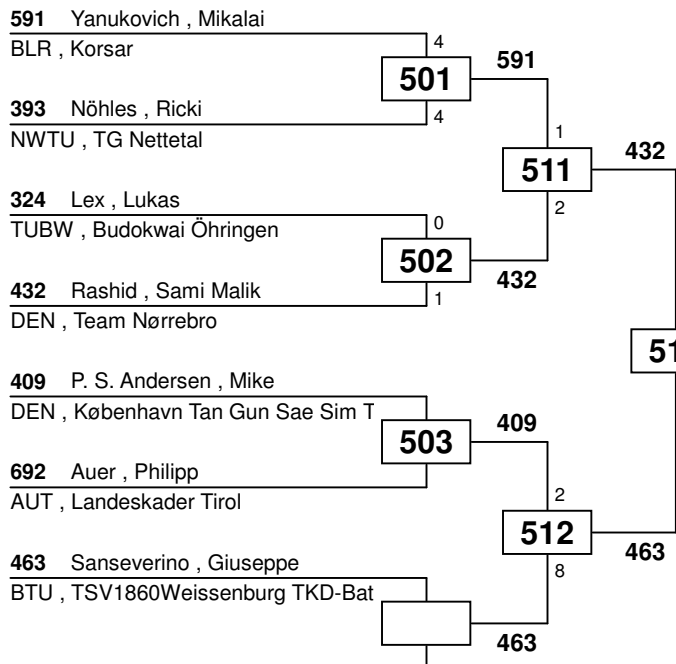 591 Yanukovich , Mikalai
BLR , Korsar
4
501
591
393 Nöhles , Ricki
4
NWTU , TG Nettetal
1
511
432
2
324 Lex , Lukas
TUBW , Budokwai Öhringen
0
502
432
432 Rashid , Sami Malik
1
DEN , Team Nørrebro
51
409 P. S. Andersen , Mike
DEN , København Tan Gun Sae Sim T
503
409
692 Auer , Philipp
AUT , Landeskader Tirol
2
512
463
8
463 Sanseverino , Giuseppe
BTU , TSV1860Weissenburg TKD-Bat
463